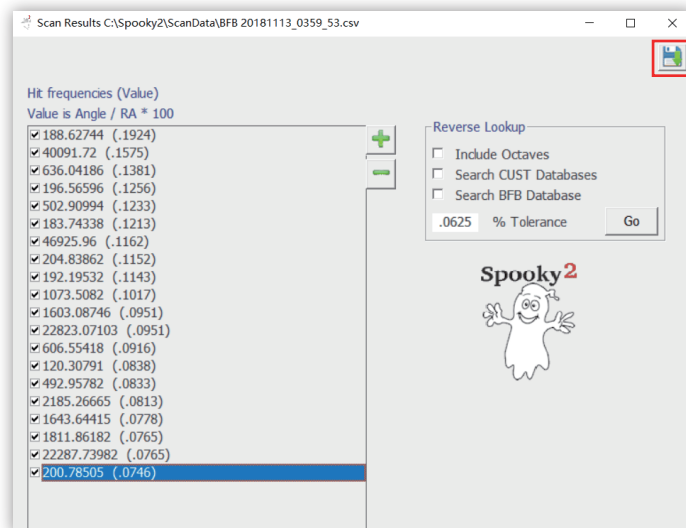 Scan Results C:\Spooky2\ScanData\BFB 20181113_0359_53.csv
Hit frequencies (Value)
Value is Angle / RA * 100
188.62744 (.1924)
40091.72 (.1575)
636.04186 (.1381)
196.56596 (.1256)
502.90994 (.1233)
183.74338 (.1213)
46925.96 (.1162)
204.83862 (.1152)
192.19532 (.1143)
1073.5082 (.1017)
1603.08746 (.0951)
22823.07103 (.0951)
606.55418 (.0916)
120.30791 (.0838)
492.95782 (.0833)
2185.26665 (.0813)
1643.64415 (.0778)
1811.86182 (.0765)
22287.73982 (.0765)
200.78505 (.0746)
Reverse Lookup
Include Octaves
Search CUST Databases
Search BFB Database
.0625 % Tolerance Go
Spooky2